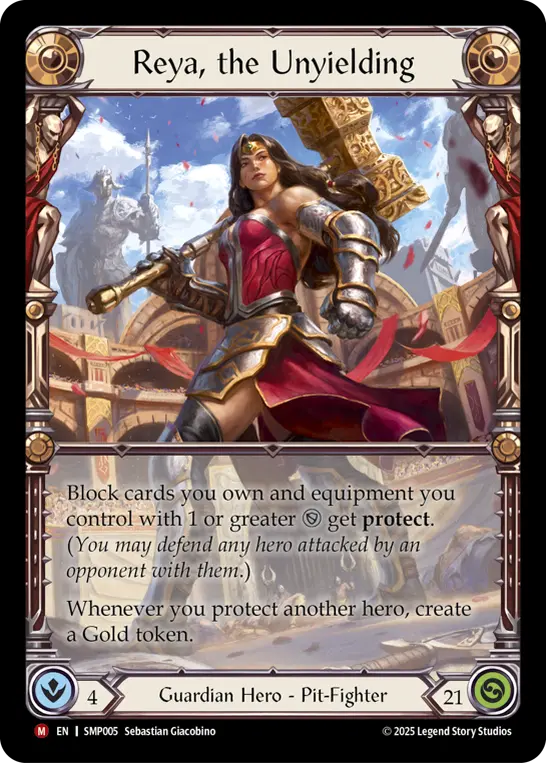 Reya, the Unyielding
Block cards you own and equipment you
control with 1 or greater get protect.
(You may defend any hero attacked by an
opponent with them.)
Whenever you protect another hero, create
a Gold token.
4
Guardian Hero - Pit-Fighter
21
M EN | SMP005 Sebastian Giacobino
© 2025 Legend Story Studios